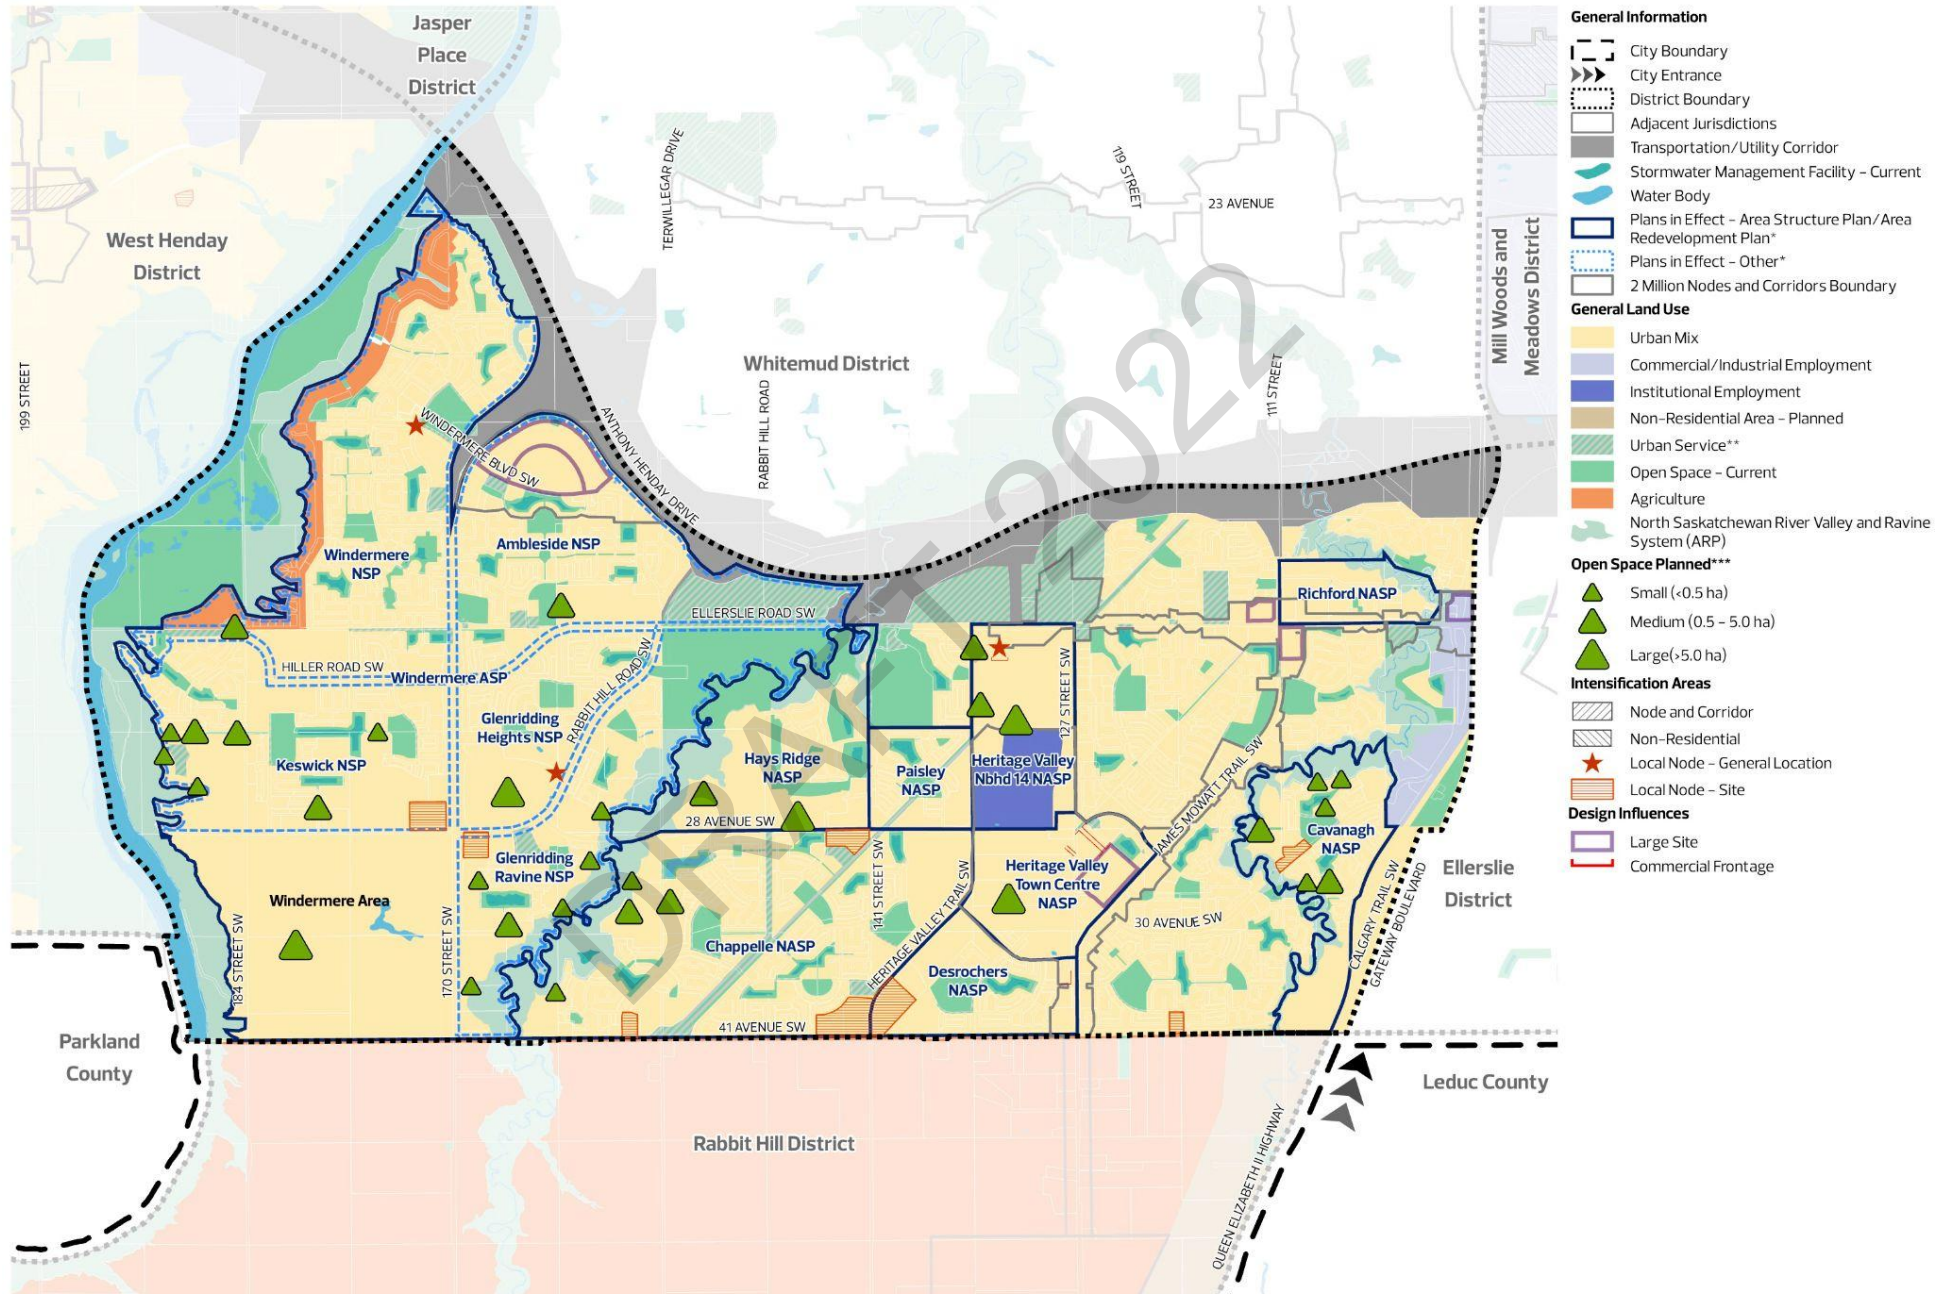 Jasper
Place
District
West Henday
District
199 STREET
TERWILLEGAR DRIVE
119 STREET
23 AVENUE
Mill Woods and
Meadows District
Whitemud District
RABBIT HILL ROAD
111 STREET
WINDERMERE BLVD SW
ANTHONY HENDAY DRIVE
Windermere
NSP
Ambleside NSP
ELLERSLIE ROAD SW
Richford NASP
HILLER ROAD SW
Windermere ASP
RABBIT HILL ROAD SW
127 STREET SW
Glenridding
Heights NSP
Keswick NSP
Hays Ridge
NASP
Paisley
NASP
Heritage Valley
Nbhd 14 NASP
JAMES MOWATT TRAIL SW
28 AVENUE SW
Cavanagh
NASP
Glenridding
Ravine NSP
141 STREET SW
Heritage Valley
Town Centre
NASP
Ellerslie
District
Windermere Area
184 STREET SW
170 STREET SW
Chappelle NASP
HERITAGE VALLEY TRAIL SW
30 AVENUE SW
CALGARY TRAIL SW
GATEWAY BOULEVARD
Desrochers
NASP
41 AVENUE SW
Parkland
County
Leduc County
Rabbit Hill District
QUEEN ELIZABETH II HIGHWAY
DRAFT 2022
General Information
City Boundary
City Entrance
District Boundary
Adjacent Jurisdictions
Transportation/Utility Corridor
Stormwater Management Facility – Current
Water Body
Plans in Effect – Area Structure Plan/Area
Redevelopment Plan*
Plans in Effect – Other*
2 Million Nodes and Corridors Boundary
General Land Use
Urban Mix
Commercial/Industrial Employment
Institutional Employment
Non-Residential Area – Planned
Urban Service**
Open Space – Current
Agriculture
North Saskatchewan River Valley and Ravine
System (ARP)
Open Space Planned***
Small (<0.5 ha)
Medium (0.5 – 5.0 ha)
Large(>5.0 ha)
Intensification Areas
Node and Corridor
Non-Residential
Local Node – General Location
Local Node – Site
Design Influences
Large Site
Commercial Frontage